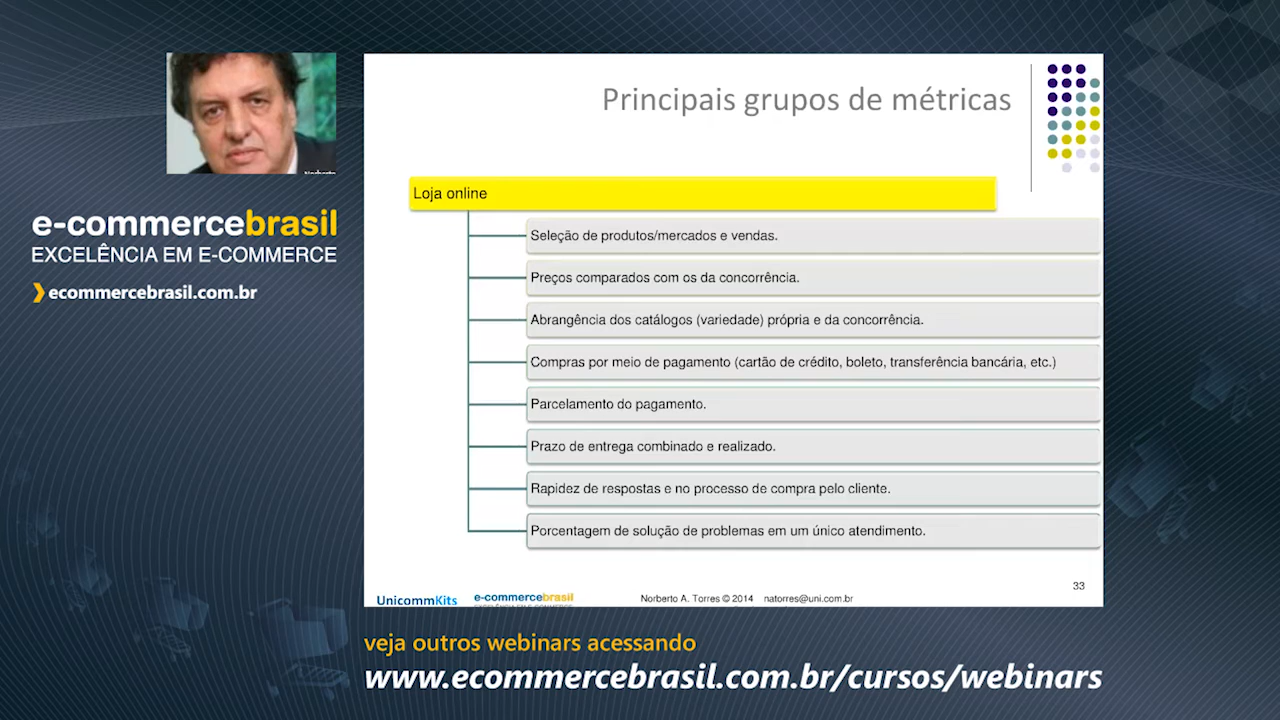 Norberto
e-commercebrasil
EXCELÊNCIA EM E-COMMERCE
ecommercebrasil.com.br
Principais grupos de métricas
Loja online
Seleção de produtos/mercados e vendas.
Preços comparados com os da concorrência.
Abrangência dos catálogos (variedade) própria e da concorrência.
Compras por meio de pagamento (cartão de crédito, boleto, transferência bancária, etc.)
Parcelamento do pagamento.
Prazo de entrega combinado e realizado.
Rapidez de respostas e no processo de compra pelo cliente.
Porcentagem de solução de problemas em um único atendimento.
33
UnicommKits
e-commercebrasil
EXCELÊNCIA EM E-COMMERCE
Norberto A. Torres © 2014 natorres@uni.com.br
veja outros webinars acessando
www.ecommercebrasil.com.br/cursos/webinars